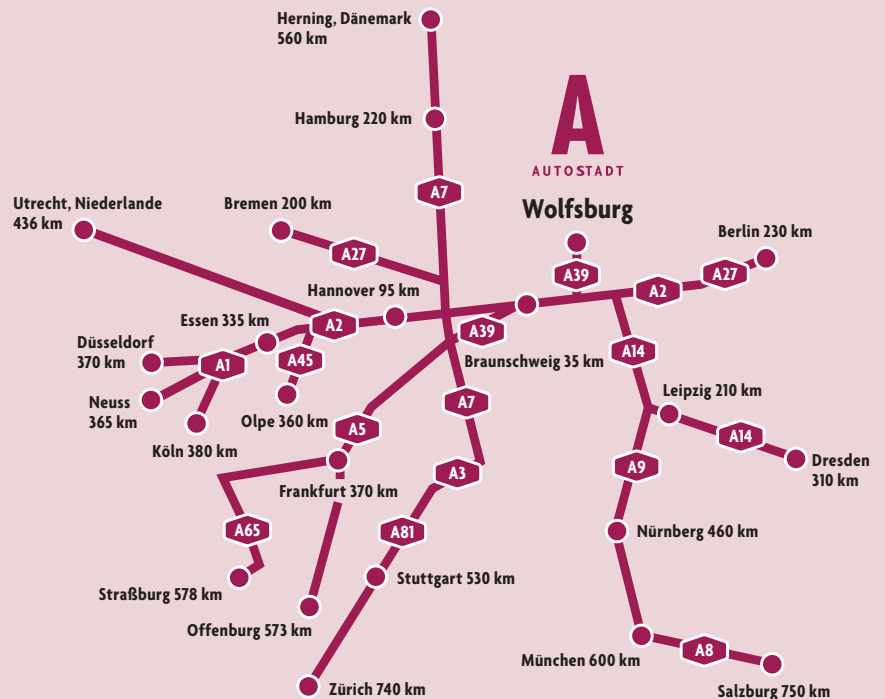 Herning, Dänemark
560 km
Hamburg 220 km
A
AUTOSTADT
A7
Utrecht, Niederlande
436 km
Bremen 200 km
Wolfsburg
Berlin 230 km
A27
A39
A27
A2
Hannover 95 km
Essen 335 km
A2
A39
Düsseldorf
370 km
A1
A45
Braunschweig 35 km
A14
Neuss
365 km
Olpe 360 km
A7
Leipzig 210 km
Köln 380 km
A5
A14
Dresden
310 km
A3
A9
Frankfurt 370 km
A65
A81
Nürnberg 460 km
Straßburg 578 km
Stuttgart 530 km
Offenburg 573 km
München 600 km
A8
Zürich 740 km
Salzburg 750 km